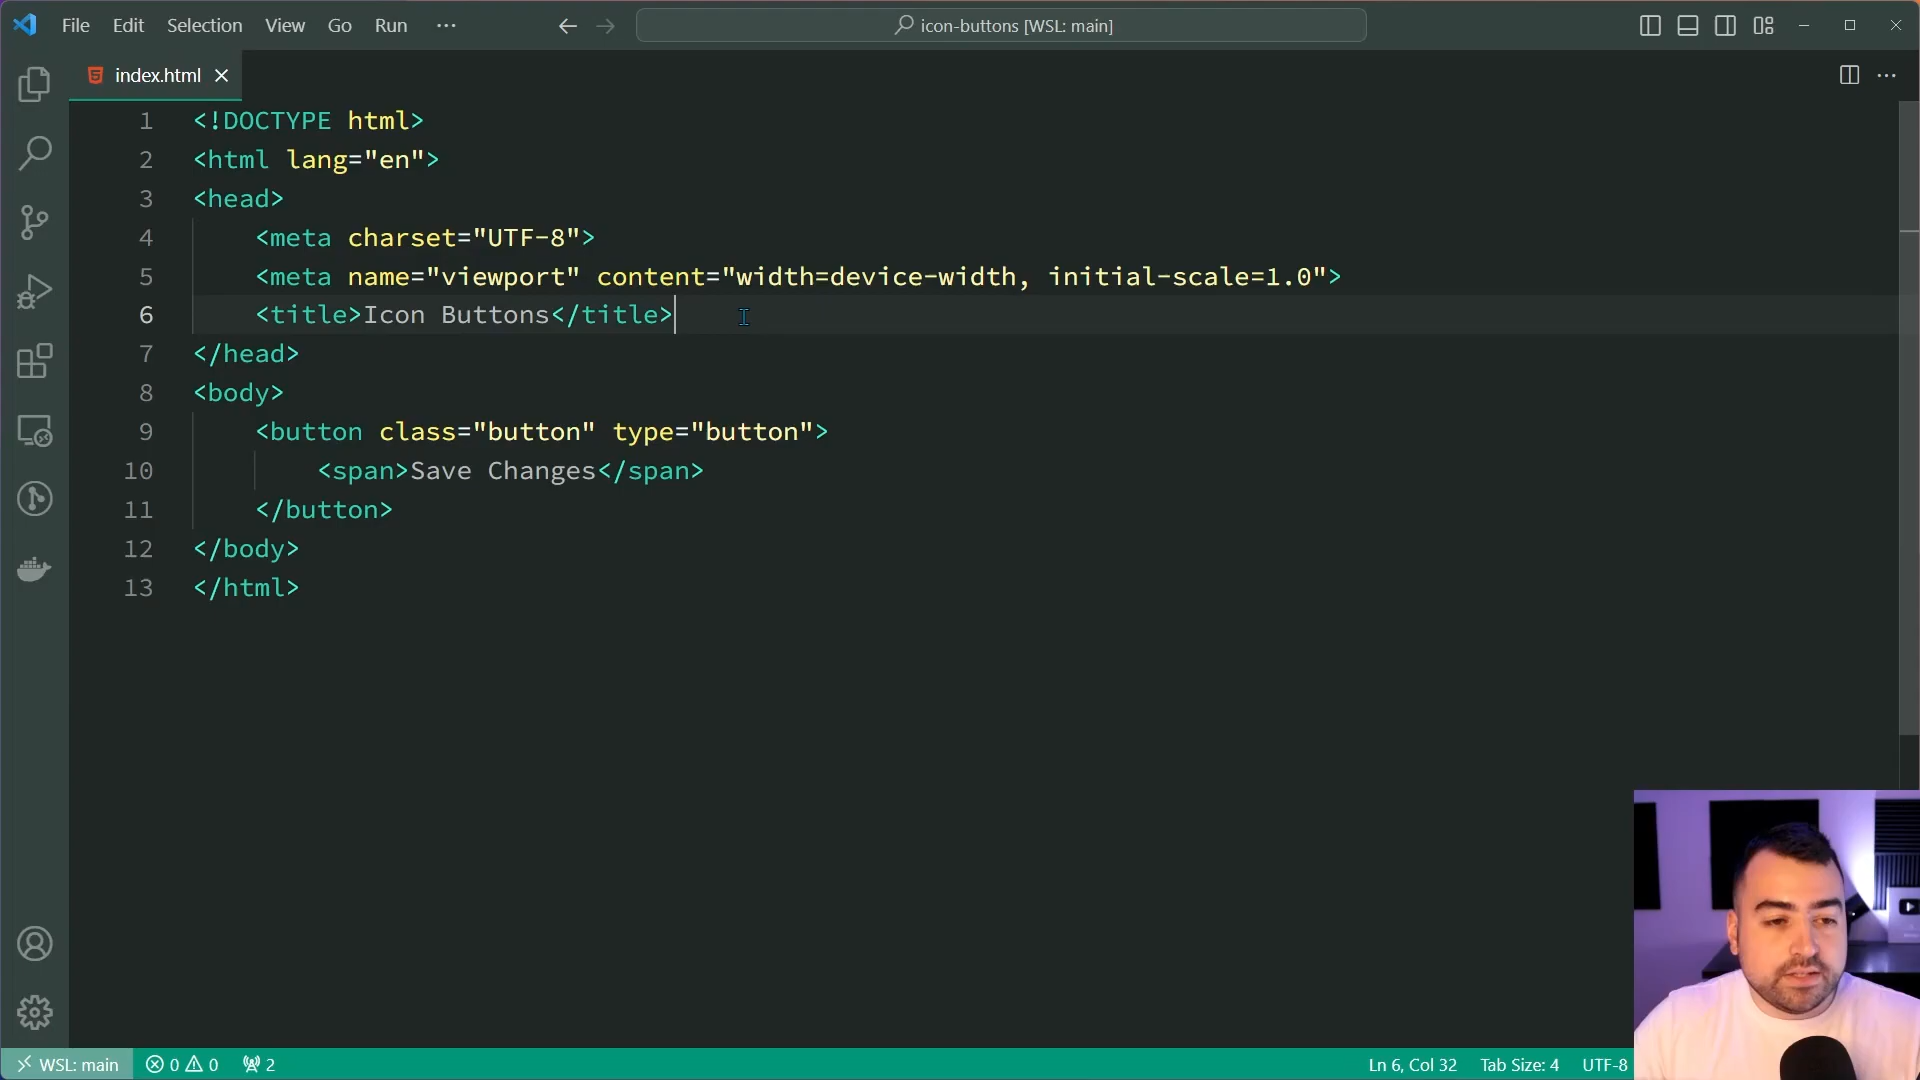 File Edit Selection View Go Run ··· icon-buttons [WSL: main]
index.html
1 <!DOCTYPE html>
2 <html lang="en">
3 <head>
4 <meta charset="UTF-8">
5 <meta name="viewport" content="width=device-width, initial-scale=1.0">
6 <title>Icon Buttons</title>
7 </head>
8 <body>
9 <button class="button" type="button">
10 <span>Save Changes</span>
11 </button>
12 </body>
13 </html>
WSL: main 0 0 2 Ln 6, Col 32 Tab Size: 4 UTF-8